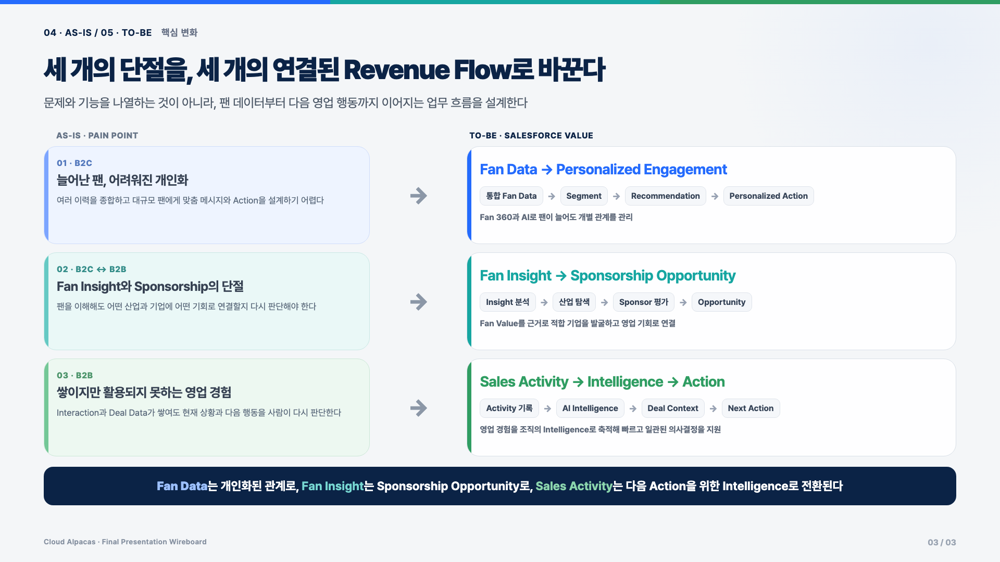 04 · AS-IS / 05 · TO-BE 핵심 변화
세 개의 단절을, 세 개의 연결된 Revenue Flow로 바꾼다
문제와 기능을 나열하는 것이 아니라, 팬 데이터부터 다음 영업 행동까지 이어지는 업무 흐름을 설계한다
AS-IS · PAIN POINT
01 · B2C
늘어난 팬, 어려워진 개인화
여러 이력을 종합하고 대규모 팬에게 맞춤 메시지와 Action을 설계하기 어렵다
→
TO-BE · SALESFORCE VALUE
Fan Data → Personalized Engagement
통합 Fan Data → Segment → Recommendation → Personalized Action
Fan 360과 AI로 팬이 늘어도 개별 관계를 관리
02 · B2C ↔ B2B
Fan Insight와 Sponsorship의 단절
팬을 이해해도 어떤 산업과 기업에 어떤 기회로 연결할지 다시 판단해야 한다
→
Fan Insight → Sponsorship Opportunity
Insight 분석 → 산업 탐색 → Sponsor 평가 → Opportunity
Fan Value를 근거로 적합 기업을 발굴하고 영업 기회로 연결
03 · B2B
쌓이지만 활용되지 못하는 영업 경험
Interaction과 Deal Data가 쌓여도 현재 상황과 다음 행동을 사람이 다시 판단한다
→
Sales Activity → Intelligence → Action
Activity 기록 → AI Intelligence → Deal Context → Next Action
영업 경험을 조직의 Intelligence로 축적해 빠르고 일관된 의사결정을 지원
Fan Data는 개인화된 관계로, Fan Insight는 Sponsorship Opportunity로, Sales Activity는 다음 Action을 위한 Intelligence로 전환된다
Cloud Alpacas · Final Presentation Wireboard
03 / 03